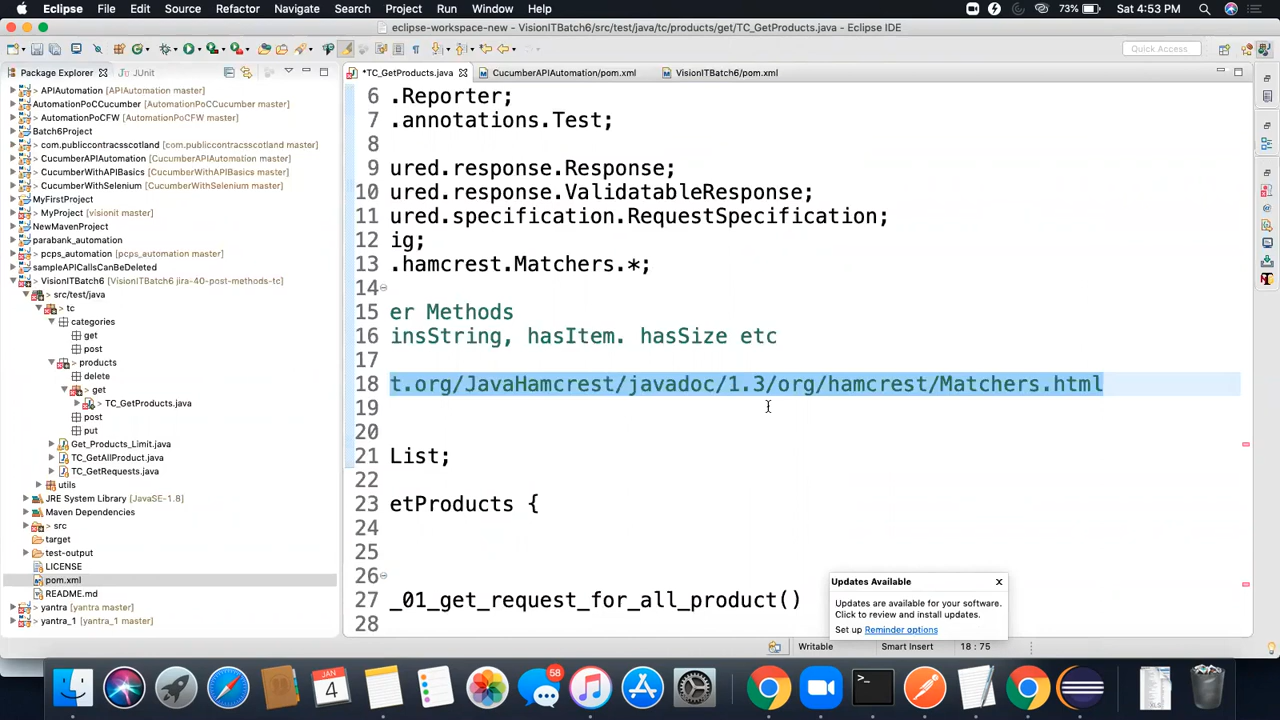 Eclipse File Edit Source Refactor Navigate Search Project Run Window Help 73% Sat 4:53 PM
eclipse-workspace-new - VisionITBatch6/src/test/java/tc/products/get/TC_GetProducts.java - Eclipse IDE
Quick Access
Package Explorer JUnit
*TC_GetProducts.java CucumberAPIAutomation/pom.xml VisionITBatch6/pom.xml
APIAutomation (APIAutomation master)
AutomationPoCCucumber (AutomationPoCCucumber master)
AutomationPoCFW (AutomationPoCFW master)
Batch6Project
com.publiccontracsscotland (com.publiccontracsscotland master)
> CucumberAPIAutomation (CucumberAPIAutomation master)
> CucumberWithAPIBasics (CucumberWithAPIBasics master)
> CucumberWithSelenium (CucumberWithSelenium master)
MyFirstProject
> MyProject (visionit master)
NewMavenProject
parabank_automation
> pcps_automation (pcps_automation master)
sampleAPICallsCanBeDeleted
> VisionITBatch6 [VisionITBatch6 jira-40-post-methods-tc)
> src/test/java
> tc
categories
get
post
> products
delete
> get
> TC_GetProducts.java
post
put
Get_Products_Limit.java
> TC_GetAllProduct.java
> TC_GetRequests.java
> utils
JRE System Library [JavaSE-1.8)
Maven Dependencies
> src
target
> test-output
LICENSE
pom.xml
README.md
> yantra (yantra master)
> yantra_1 (yantra_1 master)
6 .Reporter;
7 .annotations.Test;
8
9 ured.response.Response;
10 ured.response.ValidatableResponse;
11 ured.specification.RequestSpecification;
12 ig;
13 .hamcrest.Matchers.*;
14
15 er Methods
16 insString, hasItem. hasSize etc
17
18 t.org/JavaHamcrest/javadoc/1.3/org/hamcrest/Matchers.html
19
20
21 List;
22
23 etProducts {
24
25
26
27 _01_get_request_for_all_product()
28
Updates Available
Updates are available for your software.
Click to review and install updates.
Set up Reminder options
Writable Smart Insert 18 : 75
JAN
4
58